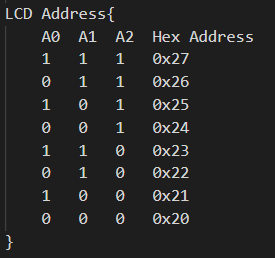 LCD Address{
    A0  A1  A2  Hex Address
    1   1   1   0x27
    0   1   1   0x26
    1   0   1   0x25
    0   0   1   0x24
    1   1   0   0x23
    0   1   0   0x22
    1   0   0   0x21
    0   0   0   0x20
}